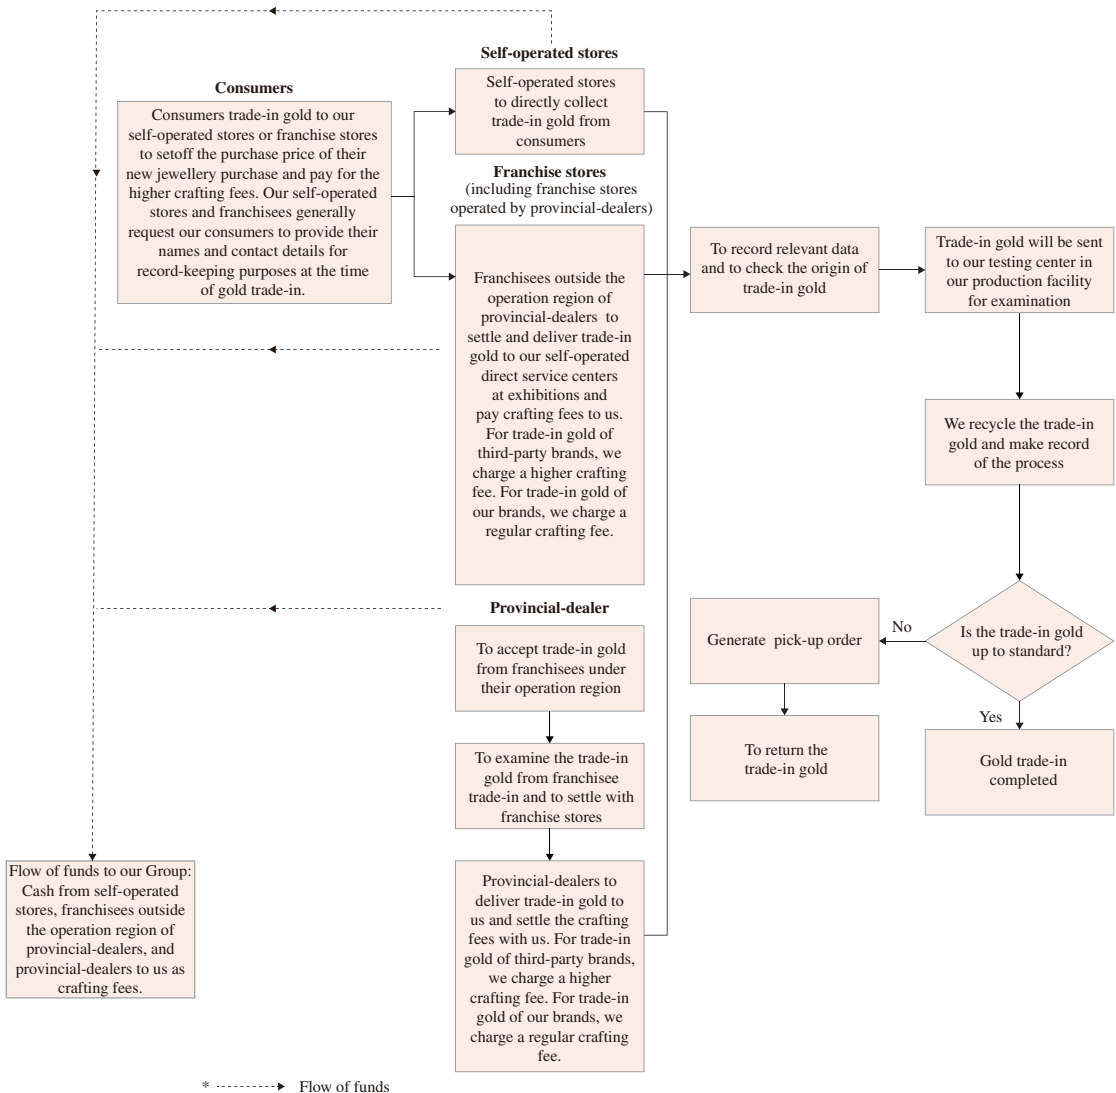 Consumers
Consumers trade-in gold to our
self-operated stores or franchise stores
to setoff the purchase price of their
new jewellery purchase and pay for the
higher crafting fees. Our self-operated
stores and franchisees generally
request our consumers to provide their
names and contact details for
record-keeping purposes at the time
of gold trade-in.
Self-operated stores
Self-operated stores
to directly collect
trade-in gold from
consumers
Franchise stores
(including franchise stores
operated by provincial-dealers)
Franchisees outside the
operation region of
provincial-dealers to
settle and deliver trade-in
gold to our self-operated
direct service centers
at exhibitions and
pay crafting fees to us.
For trade-in gold of
third-party brands, we
charge a higher crafting
fee. For trade-in gold of
our brands, we charge a
regular crafting fee.
Provincial-dealer
To accept trade-in gold
from franchisees under
their operation region
To examine the trade-in
gold from franchisee
trade-in and to settle with
franchise stores
Provincial-dealers to
deliver trade-in gold to
us and settle the crafting
fees with us. For trade-in
gold of third-party brands,
we charge a higher
crafting fee. For trade-in
gold of our brands, we
charge a regular crafting
fee.
To record relevant data
and to check the origin of
trade-in gold
Trade-in gold will be sent
to our testing center in
our production facility
for examination
We recycle the trade-in
gold and make record
of the process
Is the trade-in gold
up to standard?
No
Generate pick-up order
To return the
trade-in gold
Yes
Gold trade-in
completed
Flow of funds to our Group:
Cash from self-operated
stores, franchisees outside
the operation region of
provincial-dealers, and
provincial-dealers to us as
crafting fees.
* Flow of funds